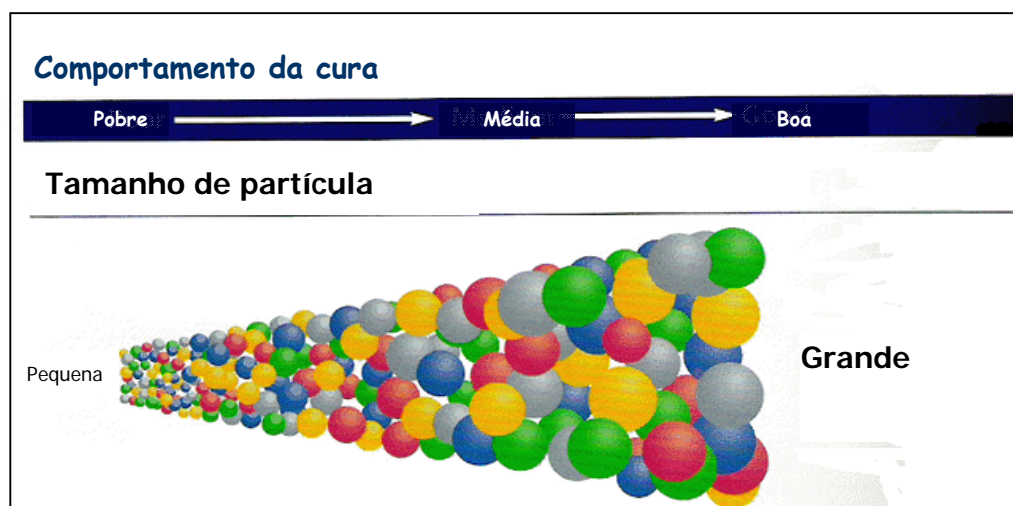 Comportamento da cura
Pobre Média Boa
Tamanho de partícula
Pequena
Grande